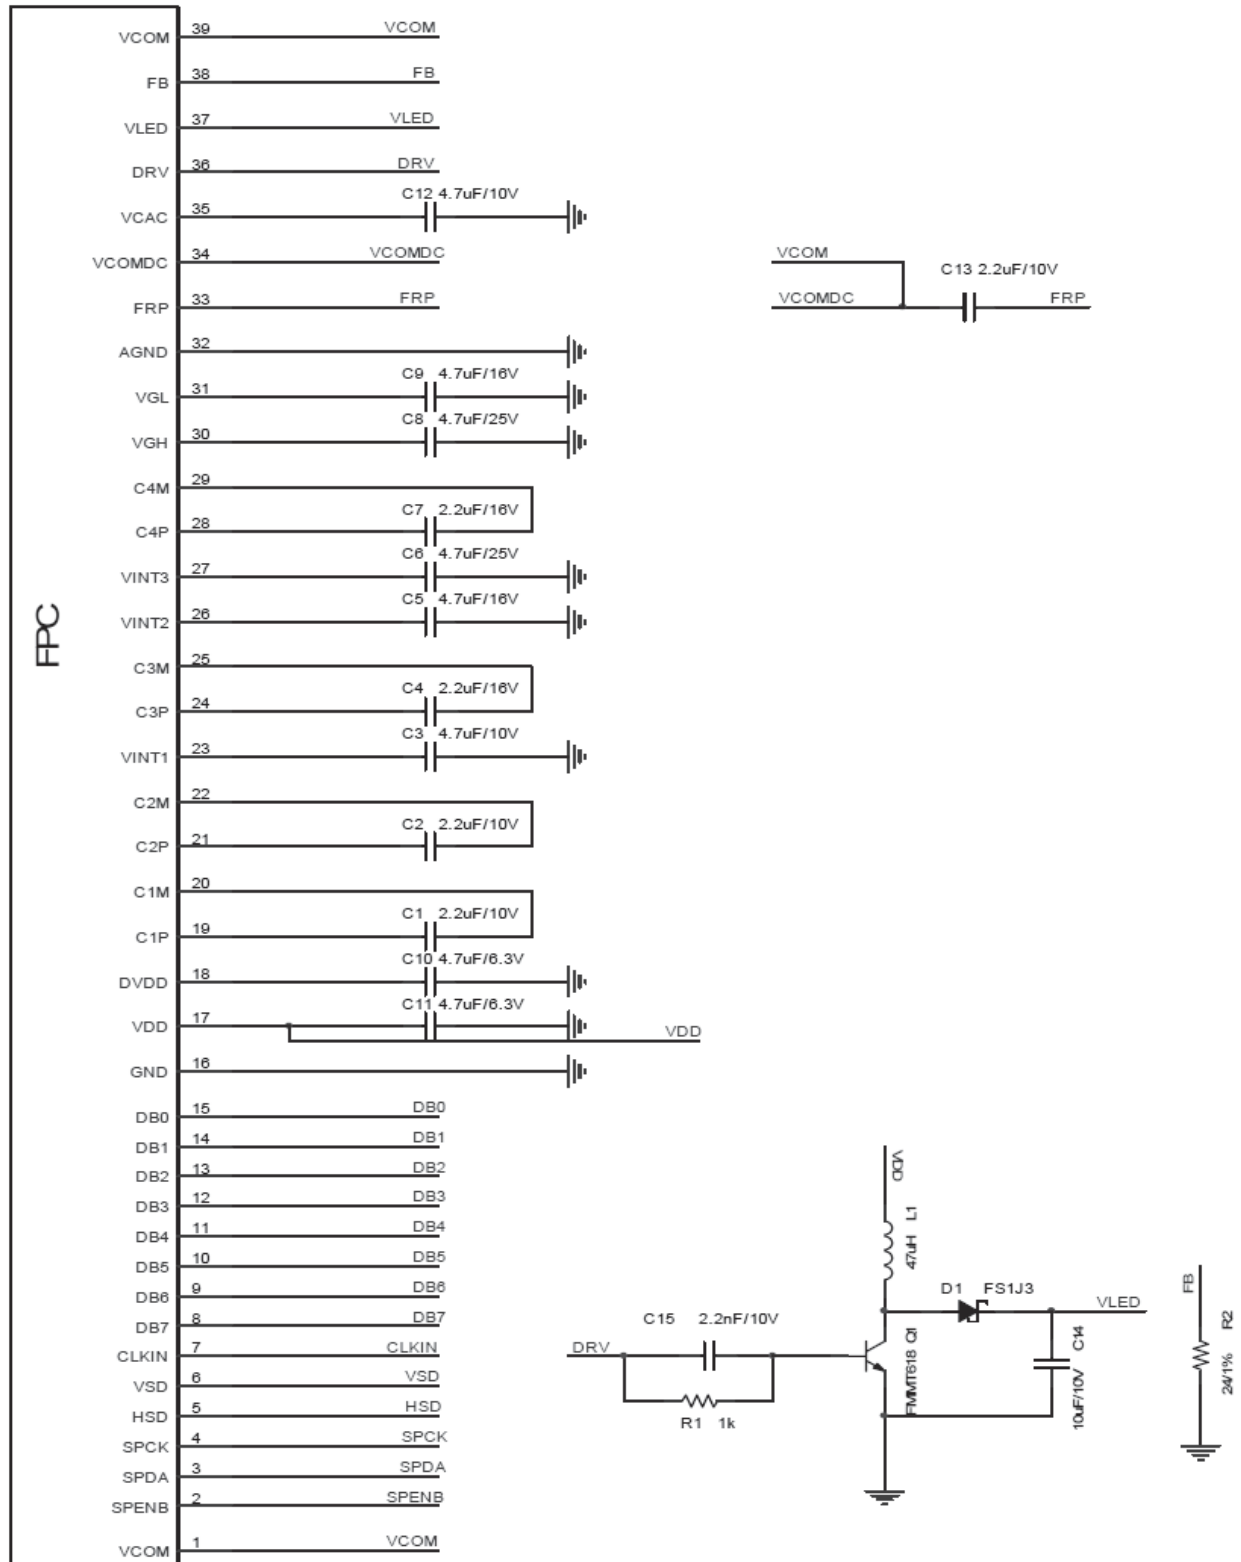 FPC
VCOM 39 VCOM
FB 38 FB
VLED 37 VLED
DRV 36 DRV
VCAC 35 C12 4.7uF/10V
VCOMDC 34 VCOMDC
FRP 33 FRP
AGND 32
VGL 31 C9 4.7uF/16V
VGH 30 C8 4.7uF/25V
C4M 29
C4P 28 C7 2.2uF/16V
VINT3 27 C6 4.7uF/25V
VINT2 26 C5 4.7uF/16V
C3M 25
C3P 24 C4 2.2uF/16V
VINT1 23 C3 4.7uF/10V
C2M 22
C2P 21 C2 2.2uF/10V
C1M 20
C1P 19 C1 2.2uF/10V
DVDD 18 C10 4.7uF/6.3V
VDD 17 C11 4.7uF/6.3V VDD
GND 16
DB0 15 DB0
DB1 14 DB1
DB2 13 DB2
DB3 12 DB3
DB4 11 DB4
DB5 10 DB5
DB6 9 DB6
DB7 8 DB7
CLKIN 7 CLKIN
VSD 6 VSD
HSD 5 HSD
SPCK 4 SPCK
SPDA 3 SPDA
SPENB 2 SPENB
VCOM 1 VCOM
VCOM
VCOMDC
C13 2.2uF/10V
FRP
VDD
47uH L1
D1 FS1J3
VLED
C15 2.2nF/10V
DRV
R1 1k
FMMT618 Q1
10uF/10V C14
FB
24/1% R2